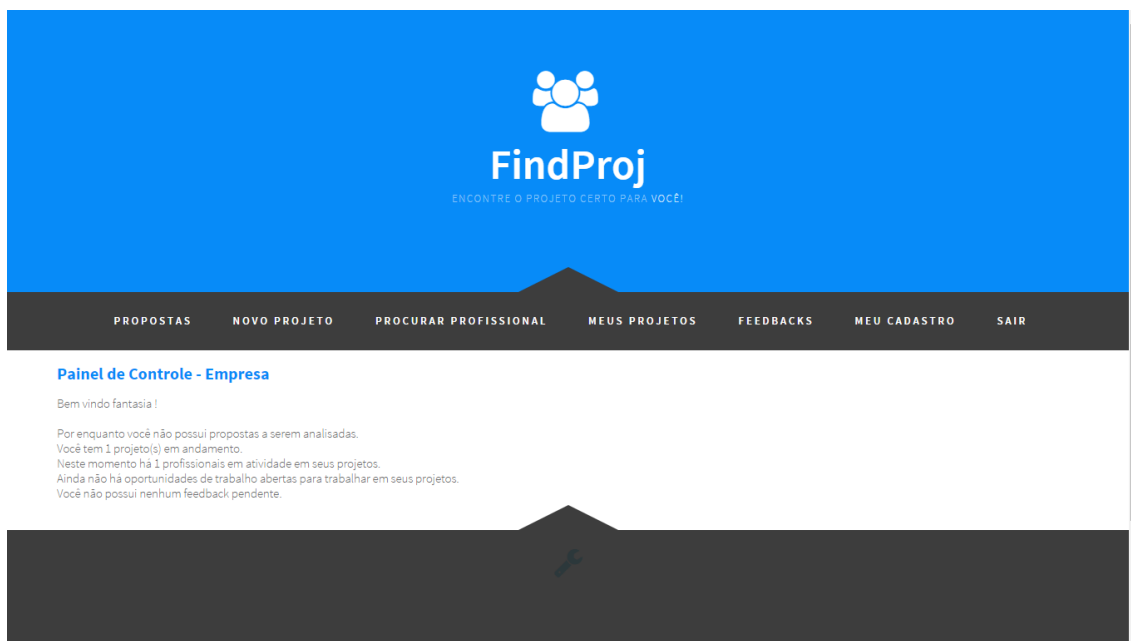 FindProj
ENCONTRE O PROJETO CERTO PARA VOCÊ!
PROPOSTAS NOVO PROJETO PROCURAR PROFISSIONAL MEUS PROJETOS FEEDBACKS MEU CADASTRO SAIR
Painel de Controle - Empresa
Bem vindo fantasia !
Por enquanto você não possui propostas a serem analisadas.
Você tem 1 projeto(s) em andamento.
Neste momento há 1 profissionais em atividade em seus projetos.
Ainda não há oportunidades de trabalho abertas para trabalhar em seus projetos.
Você não possui nenhum feedback pendente.